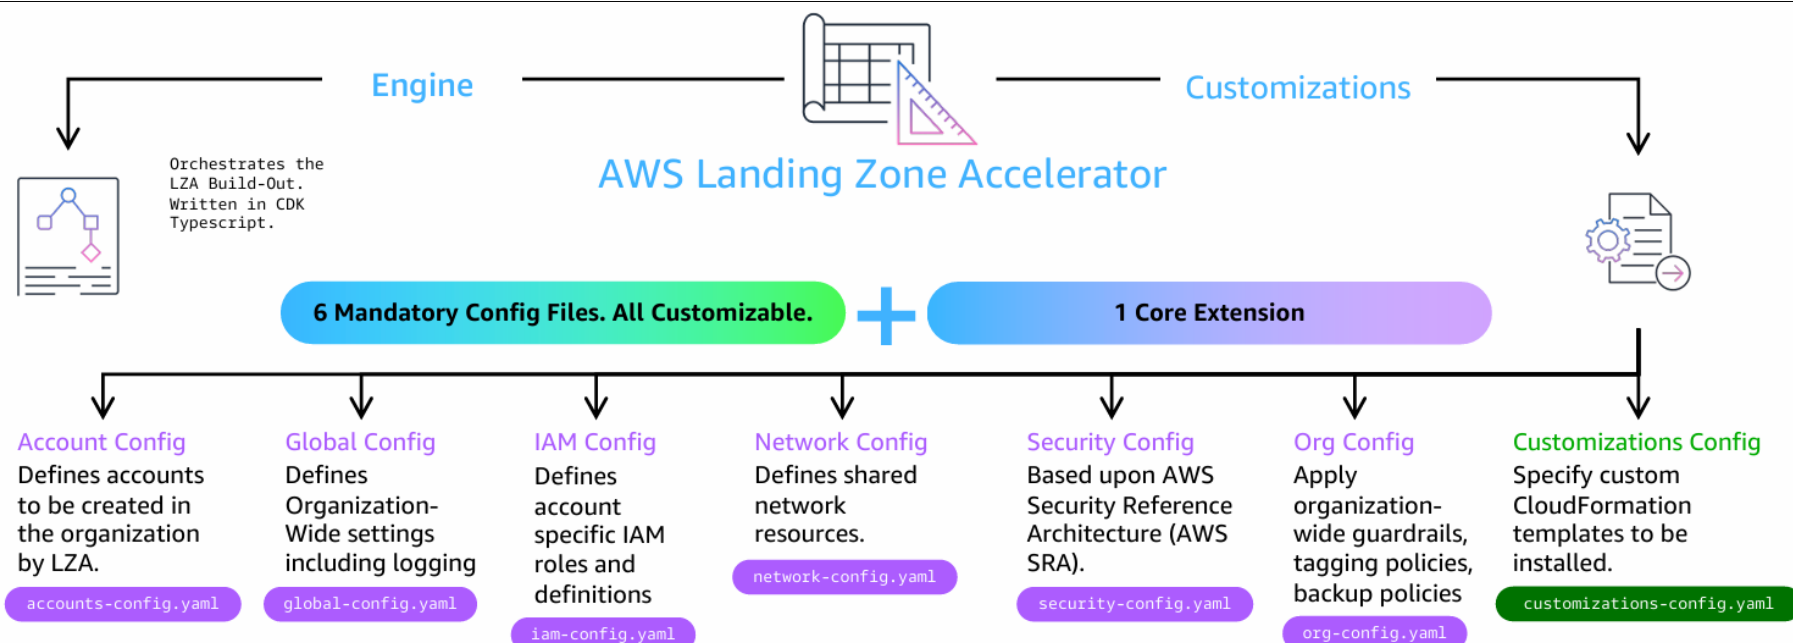 Engine
Customizations
AWS Landing Zone Accelerator
Orchestrates the
LZA Build-Out.
Written in CDK
Typescript.
6 Mandatory Config Files. All Customizable.
+
1 Core Extension
Account Config
Defines accounts
to be created in
the organization
by LZA.
accounts-config.yaml
Global Config
Defines
Organization-
Wide settings
including logging
global-config.yaml
IAM Config
Defines
account
specific IAM
roles and
definitions
iam-config.yaml
Network Config
Defines shared
network
resources.
network-config.yaml
Security Config
Based upon AWS
Security Reference
Architecture (AWS
SRA).
security-config.yaml
Org Config
Apply
organization-
wide guardrails,
tagging policies,
backup policies
org-config.yaml
Customizations Config
Specify custom
CloudFormation
templates to be
installed.
customizations-config.yaml